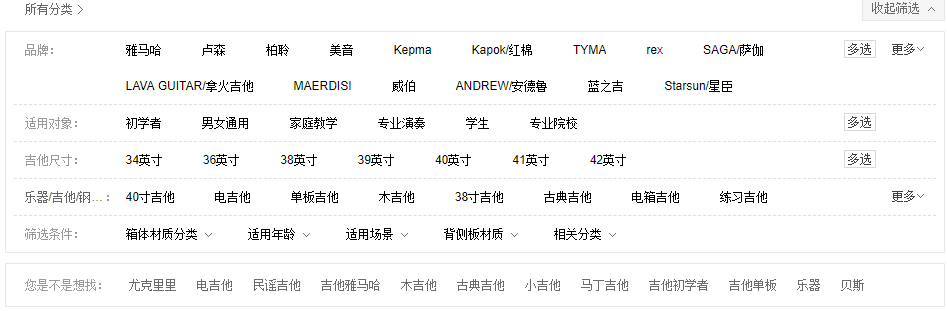 所有分类 收起筛选
品牌： 雅马哈 卢森 柏聆 美音 Kepma Kapok/红棉 TYMA rex SAGA/萨伽 多选 更多
LAVA GUITAR/拿火吉他 MAERDISI 威伯 ANDREW/安德鲁 蓝之吉 Starsun/星臣
适用对象： 初学者 男女通用 家庭教学 专业演奏 学生 专业院校 多选
吉他尺寸： 34英寸 36英寸 38英寸 39英寸 40英寸 41英寸 42英寸 多选
乐器/吉他/钢...： 40寸吉他 电吉他 单板吉他 木吉他 38寸吉他 古典吉他 电箱吉他 练习吉他 更多
筛选条件： 箱体材质分类 适用年龄 适用场景 背侧板材质 相关分类
您是不是想找： 尤克里里 电吉他 民谣吉他 吉他雅马哈 木吉他 古典吉他 小吉他 马丁吉他 吉他初学者 吉他单板 乐器 贝斯